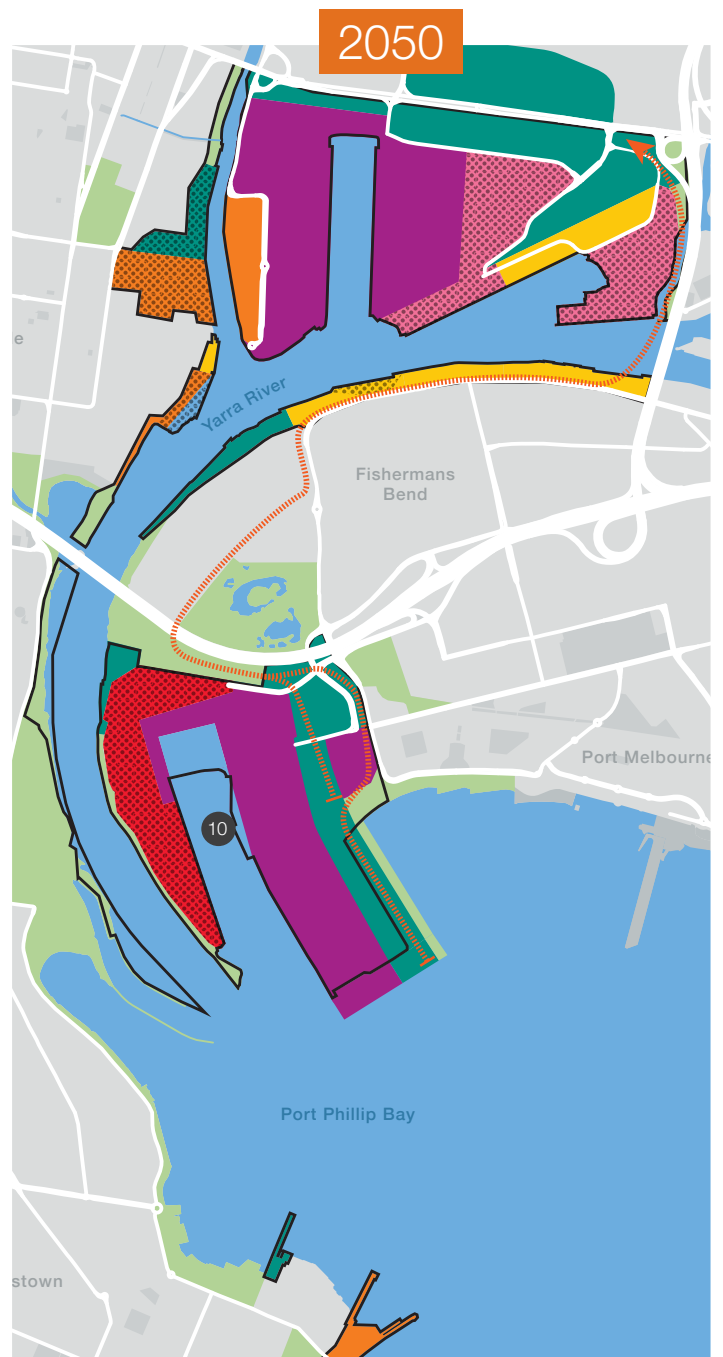 2050
e
Yarra River
Fishermans
Bend
Port Melbourne
10
Port Phillip Bay
stown